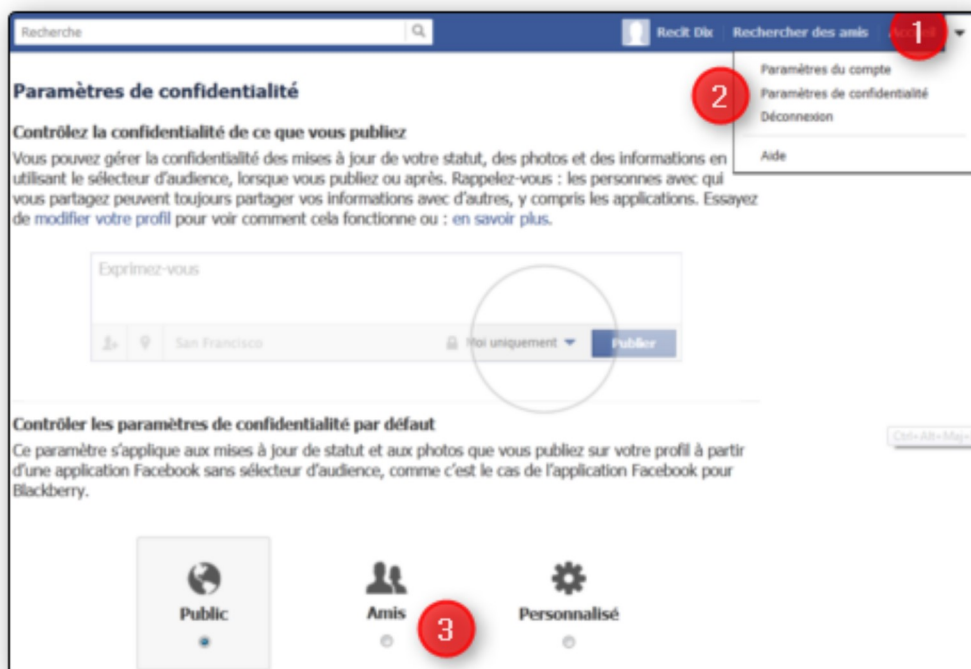 Recherche
Recit Dix Rechercher des amis 1
Paramètres du compte
2 Paramètres de confidentialité
Déconnexion
Aide
Paramètres de confidentialité
Contrôlez la confidentialité de ce que vous publiez
Vous pouvez gérer la confidentialité des mises à jour de votre statut, des photos et des informations en
utilisant le sélecteur d'audience, lorsque vous publiez ou après. Rappelez-vous : les personnes avec qui
vous partagez peuvent toujours partager vos informations avec d'autres, y compris les applications. Essayez
de modifier votre profil pour voir comment cela fonctionne ou : en savoir plus.
Exprimez-vous
San Francisco Moi uniquement Publier
Contrôler les paramètres de confidentialité par défaut
Ce paramètre s'applique aux mises à jour de statut et aux photos que vous publiez sur votre profil à partir
d'une application Facebook sans sélecteur d'audience, comme c'est le cas de l'application Facebook pour
Blackberry.
Ctrl+Alt+Maj+
Public Amis Personnalisé
3